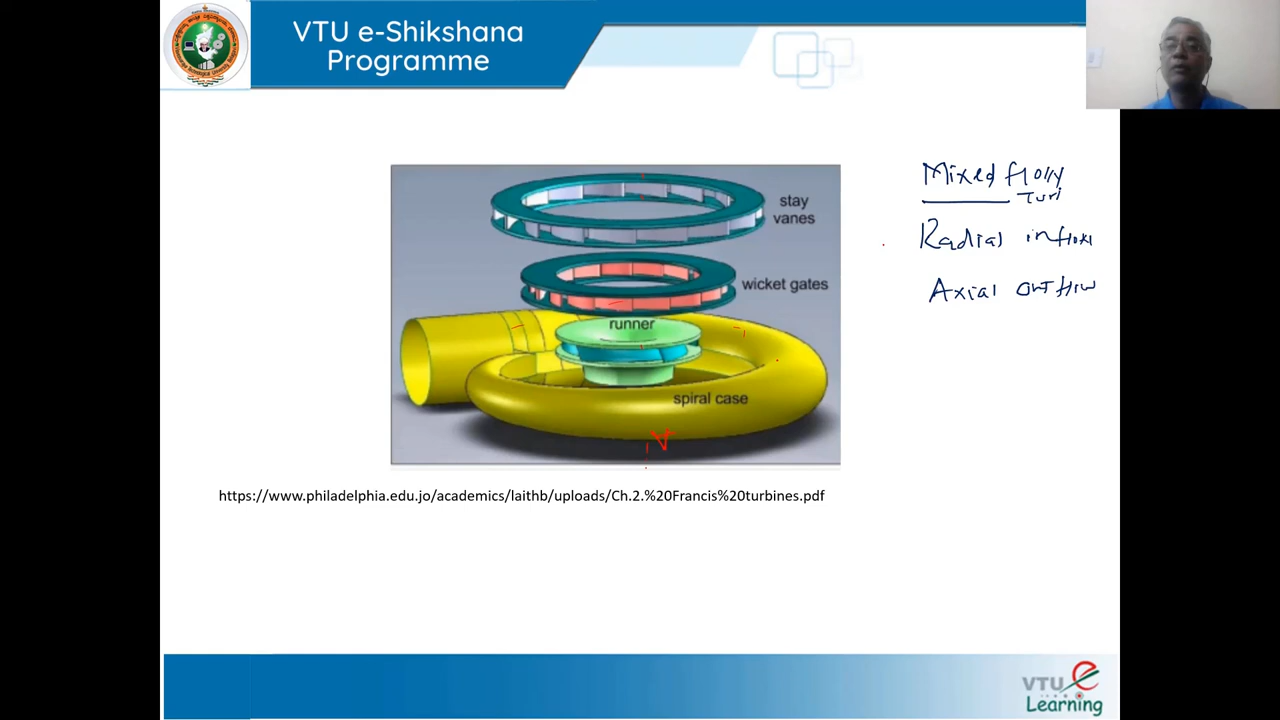 VTU e-Shikshana
Programme
Mixed flow
Radial inflow
Axial outflow
stay
vanes
wicket gates
runner
spiral case
https://www.philadelphia.edu.jo/academics/laithb/uploads/Ch.2.%20Francis%20turbines.pdf
VTU e
Learning